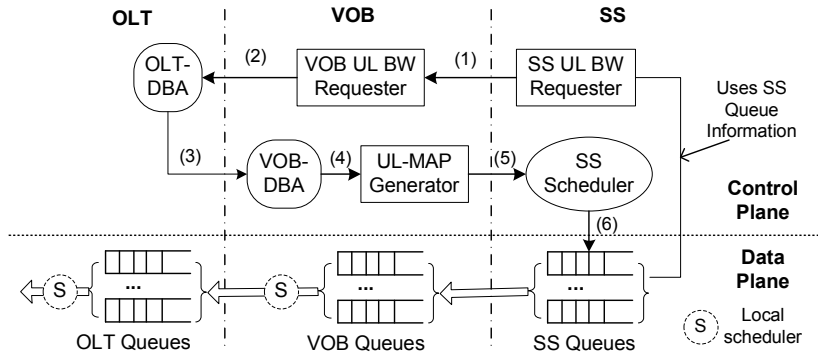 OLT VOB SS
OLT-
DBA
(2)
VOB UL BW
Requester
(1)
SS UL BW
Requester
Uses SS
Queue
Information
(3)
VOB-
DBA
(4)
UL-MAP
Generator
(5)
SS
Scheduler
Control
Plane
(6)
Data
Plane
S
...
S
...
...
S
Local
scheduler
OLT Queues
VOB Queues
SS Queues